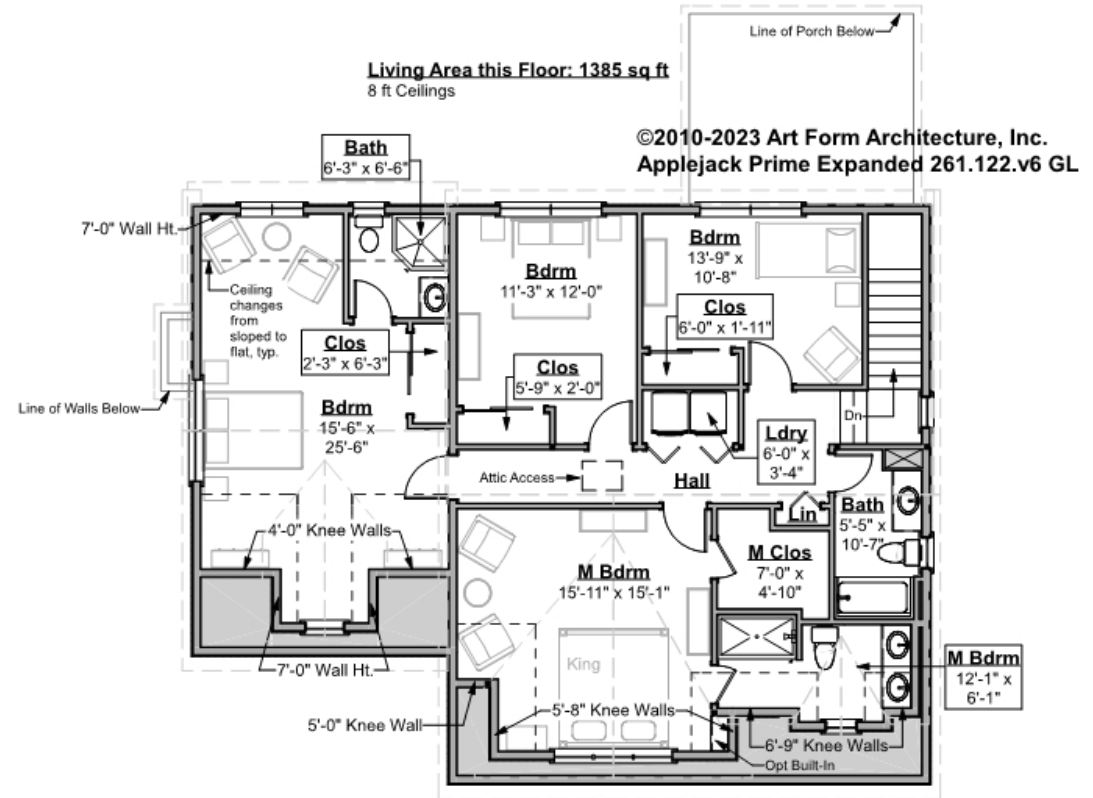 Line of Porch Below
Living Area this Floor: 1385 sq ft
8 ft Ceilings
©2010-2023 Art Form Architecture, Inc.
Applejack Prime Expanded 261.122.v6 GL
Bath
6'-3" x 6'-6"
7'-0" Wall Ht.
Bdrm
13'-9" x
10'-8"
Bdrm
11'-3" x 12'-0"
Ceiling
changes
from
sloped to
flat, typ.
Clos
6'-0" x 1'-11"
Clos
2'-3" x 6'-3"
Clos
5'-9" x 2'-0"
Line of Walls Below
Bdrm
15'-6" x
25'-6"
Dn
Ldry
6'-0" x
3'-4"
Attic Access
Hall
Lin
Bath
5'-5" x
10'-7"
4'-0" Knee Walls
M Clos
7'-0" x
4'-10"
M Bdrm
15'-11" x 15'-1"
King
7'-0" Wall Ht.
M Bdrm
12'-1" x
6'-1"
5'-0" Knee Wall
5'-8" Knee Walls
6'-9" Knee Walls
Opt Built-In